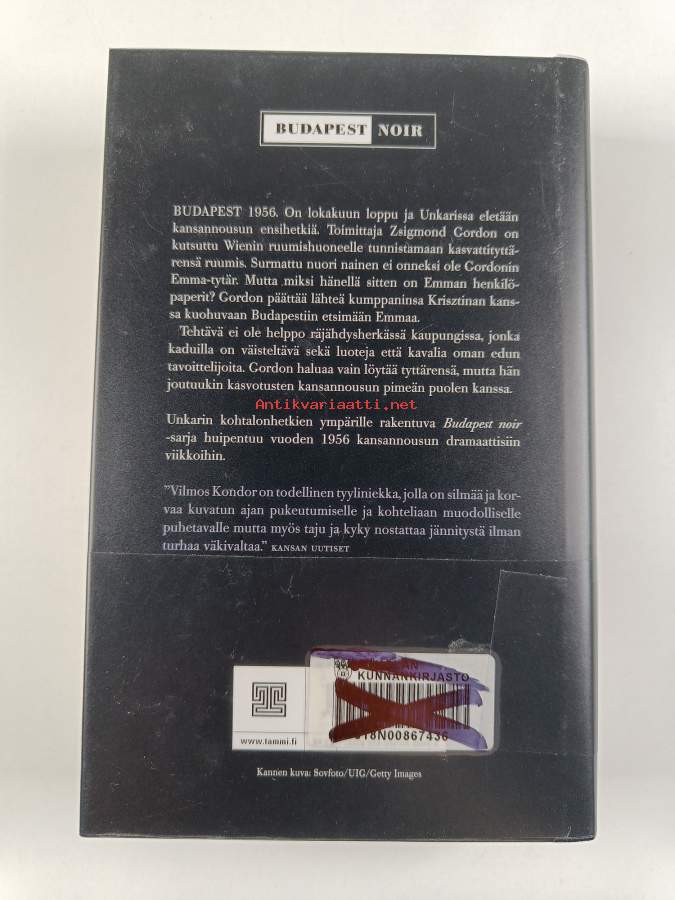 BUDAPEST NOIR
BUDAPEST 1956. On lokakuun loppu ja Unkarissa eletään
kansannousun ensihetkiä. Toimittaja Zsigmond Gordon on
kutsuttu Wienin ruumishuoneelle tunnistamaan kasvattityttä-
rensä ruumis. Surmattu nuori nainen ei onneksi ole Gordonin
Emma-tytär. Mutta miksi hänellä sitten on Emman henkilö-
paperit? Gordon päättää lähteä kumppaninsa Krisztinan kans-
sa kuohuvaan Budapestiin etsimään Emmaa.
Tehtävä ei ole helppo räjähdysherkässä kaupungissa, jonka
kaduilla on väisteltävä sekä luoteja että kavalia oman edun
tavoittelijoita. Gordon haluaa vain löytää tyttärensä, mutta hän
joutuukin kasvotusten kansannousun pimeän puolen kanssa.
Antikvariaatti.net
Unkarin kohtalonhetkien ympärille rakentuva Budapest noir
-sarja huipentuu vuoden 1956 kansannousun dramaattisiin
viikkoihin.
”Vilmos Kondor on todellinen tyyliniekka, jolla on silmää ja kor-
vaa kuvatun ajan pukeutumiselle ja kohteliaan muodolliselle
puhetavalle mutta myös taju ja kyky nostattaa jännitystä ilman
turhaa väkivaltaa.” KANSAN UUTISET
KUNNANKIRJASTO
18N00867436
www.tammi.fi
Kannen kuva: Sovfoto/UIG/Getty Images